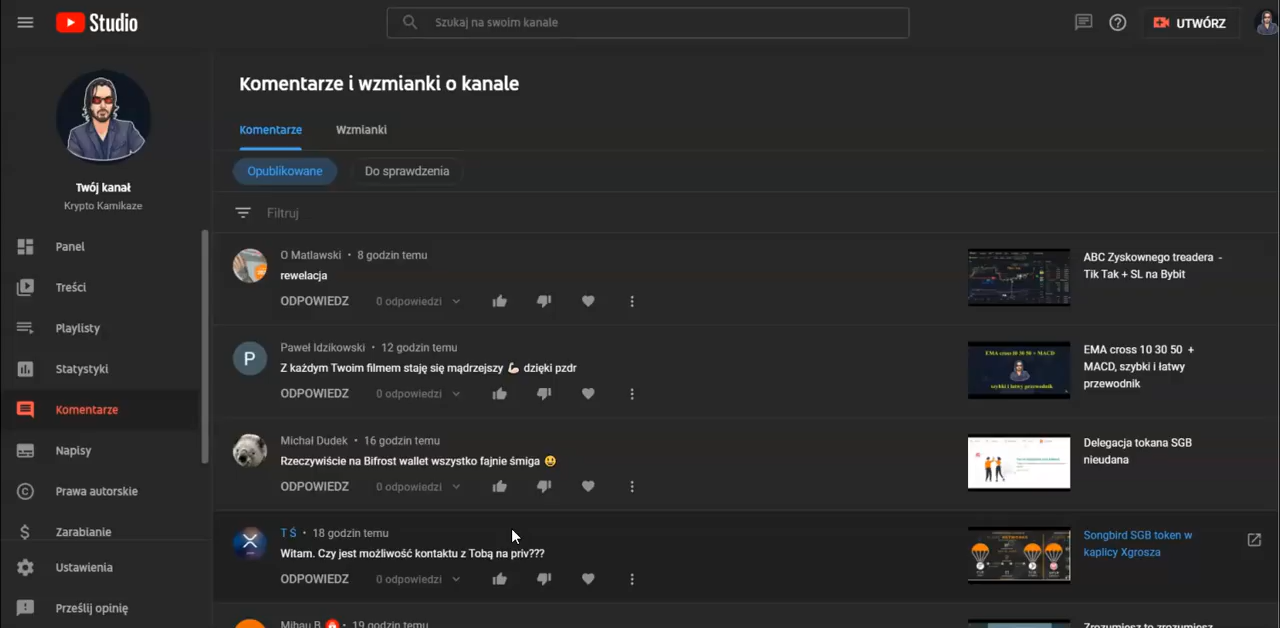 Studio
Szukaj na swoim kanale
UTWÓRZ
Twój kanał
Krypto Kamikaze
Panel
Treści
Playlisty
Statystyki
Komentarze
Napisy
Prawa autorskie
Zarabianie
Ustawienia
Prześlij opinię
Komentarze i wzmianki o kanale
Komentarze Wzmianki
Opublikowane Do sprawdzenia
Filtruj
O Matlawski • 8 godzin temu
rewelacja
ODPOWIEDZ 0 odpowiedzi
ABC Zyskownego treadera -
Tik Tak + SL na Bybit
P
Paweł Idzikowski • 12 godzin temu
Z każdym Twoim filmem staję się mądrzejszy 💪🏻 dzięki pzdr
ODPOWIEDZ 0 odpowiedzi
EMA cross 10 30 50 + MACD
szybki i łatwy przewodnik
EMA cross 10 30 50 +
MACD, szybki i łatwy
przewodnik
Michał Dudek • 16 godzin temu
Rzeczywiście na Bifrost wallet wszystko fajnie śmiga 😃
ODPOWIEDZ 0 odpowiedzi
Delegacja tokana SGB
nieudana
T Ś • 18 godzin temu
Witam. Czy jest możliwość kontaktu z Tobą na priv???
ODPOWIEDZ 0 odpowiedzi
Songbird SGB token w
kaplicy Xgrosza
Mihau B • 19 godzin temu
Zrozumiesz to zrozumiesz